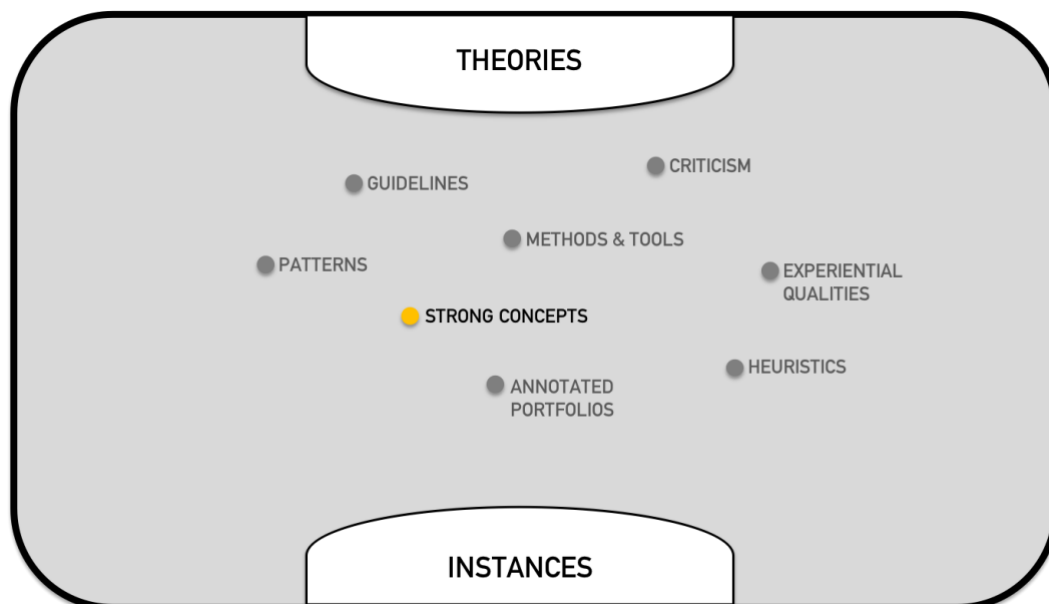 THEORIES
CRITICISM
GUIDELINES
METHODS & TOOLS
PATTERNS
EXPERIENTIAL
QUALITIES
STRONG CONCEPTS
HEURISTICS
ANNOTATED
PORTFOLIOS
INSTANCES